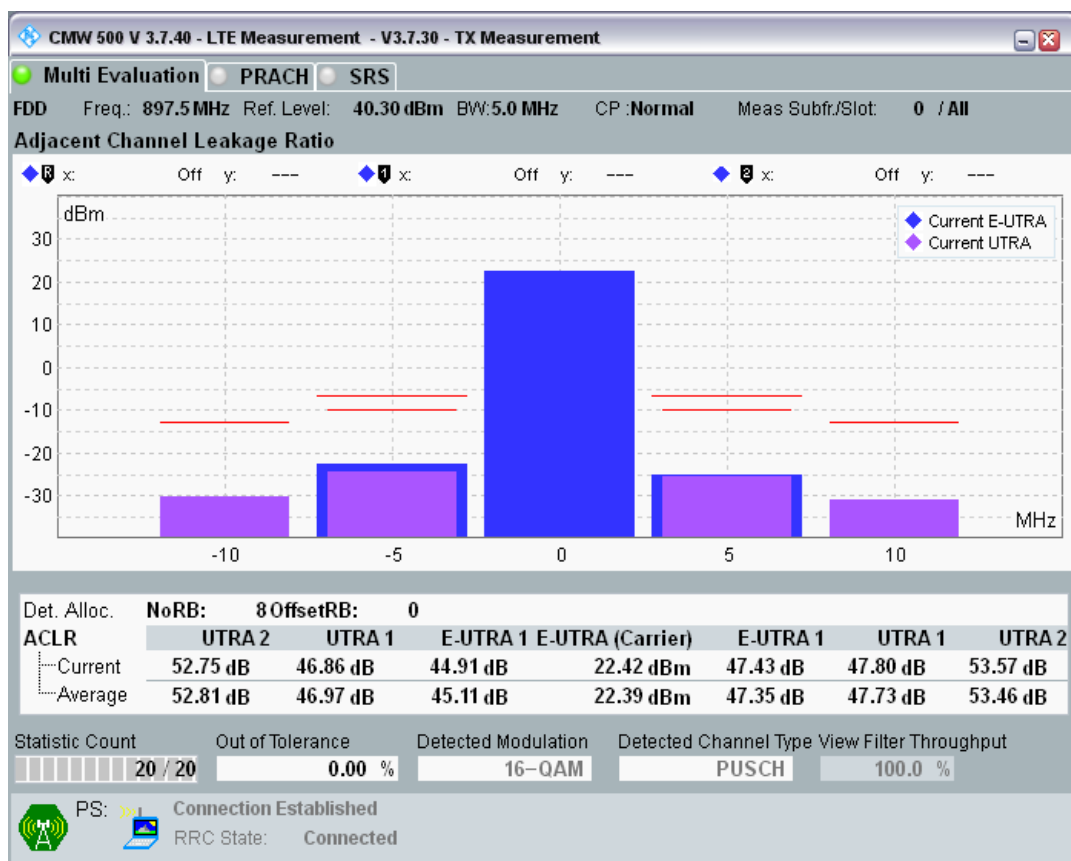 CMW 500 V 3.7.40 - LTE Measurement - V3.7.30 - TX Measurement
Multi Evaluation PRACH SRS
FDD Freq.: 897.5 MHz Ref. Level: 40.30 dBm BW:5.0 MHz CP :Normal Meas Subfr./Slot: 0 / All
Adjacent Channel Leakage Ratio
R x: Off y: --- 1 x: Off y: --- 2 x: Off y: ---
dBm
Current E-UTRA
Current UTRA
30
20
10
0
-10
-20
-30
MHz
-10 -5 0 5 10
Det. Alloc. NoRB: 8 OffsetRB: 0
ACLR UTRA 2 UTRA 1 E-UTRA 1 E-UTRA (Carrier) E-UTRA 1 UTRA 1 UTRA 2
Current 52.75 dB 46.86 dB 44.91 dB 22.42 dBm 47.43 dB 47.80 dB 53.57 dB
Average 52.81 dB 46.97 dB 45.11 dB 22.39 dBm 47.35 dB 47.73 dB 53.46 dB
Statistic Count Out of Tolerance Detected Modulation Detected Channel Type View Filter Throughput
20 / 20 0.00 % 16-QAM PUSCH 100.0 %
PS: Connection Established
RRC State: Connected